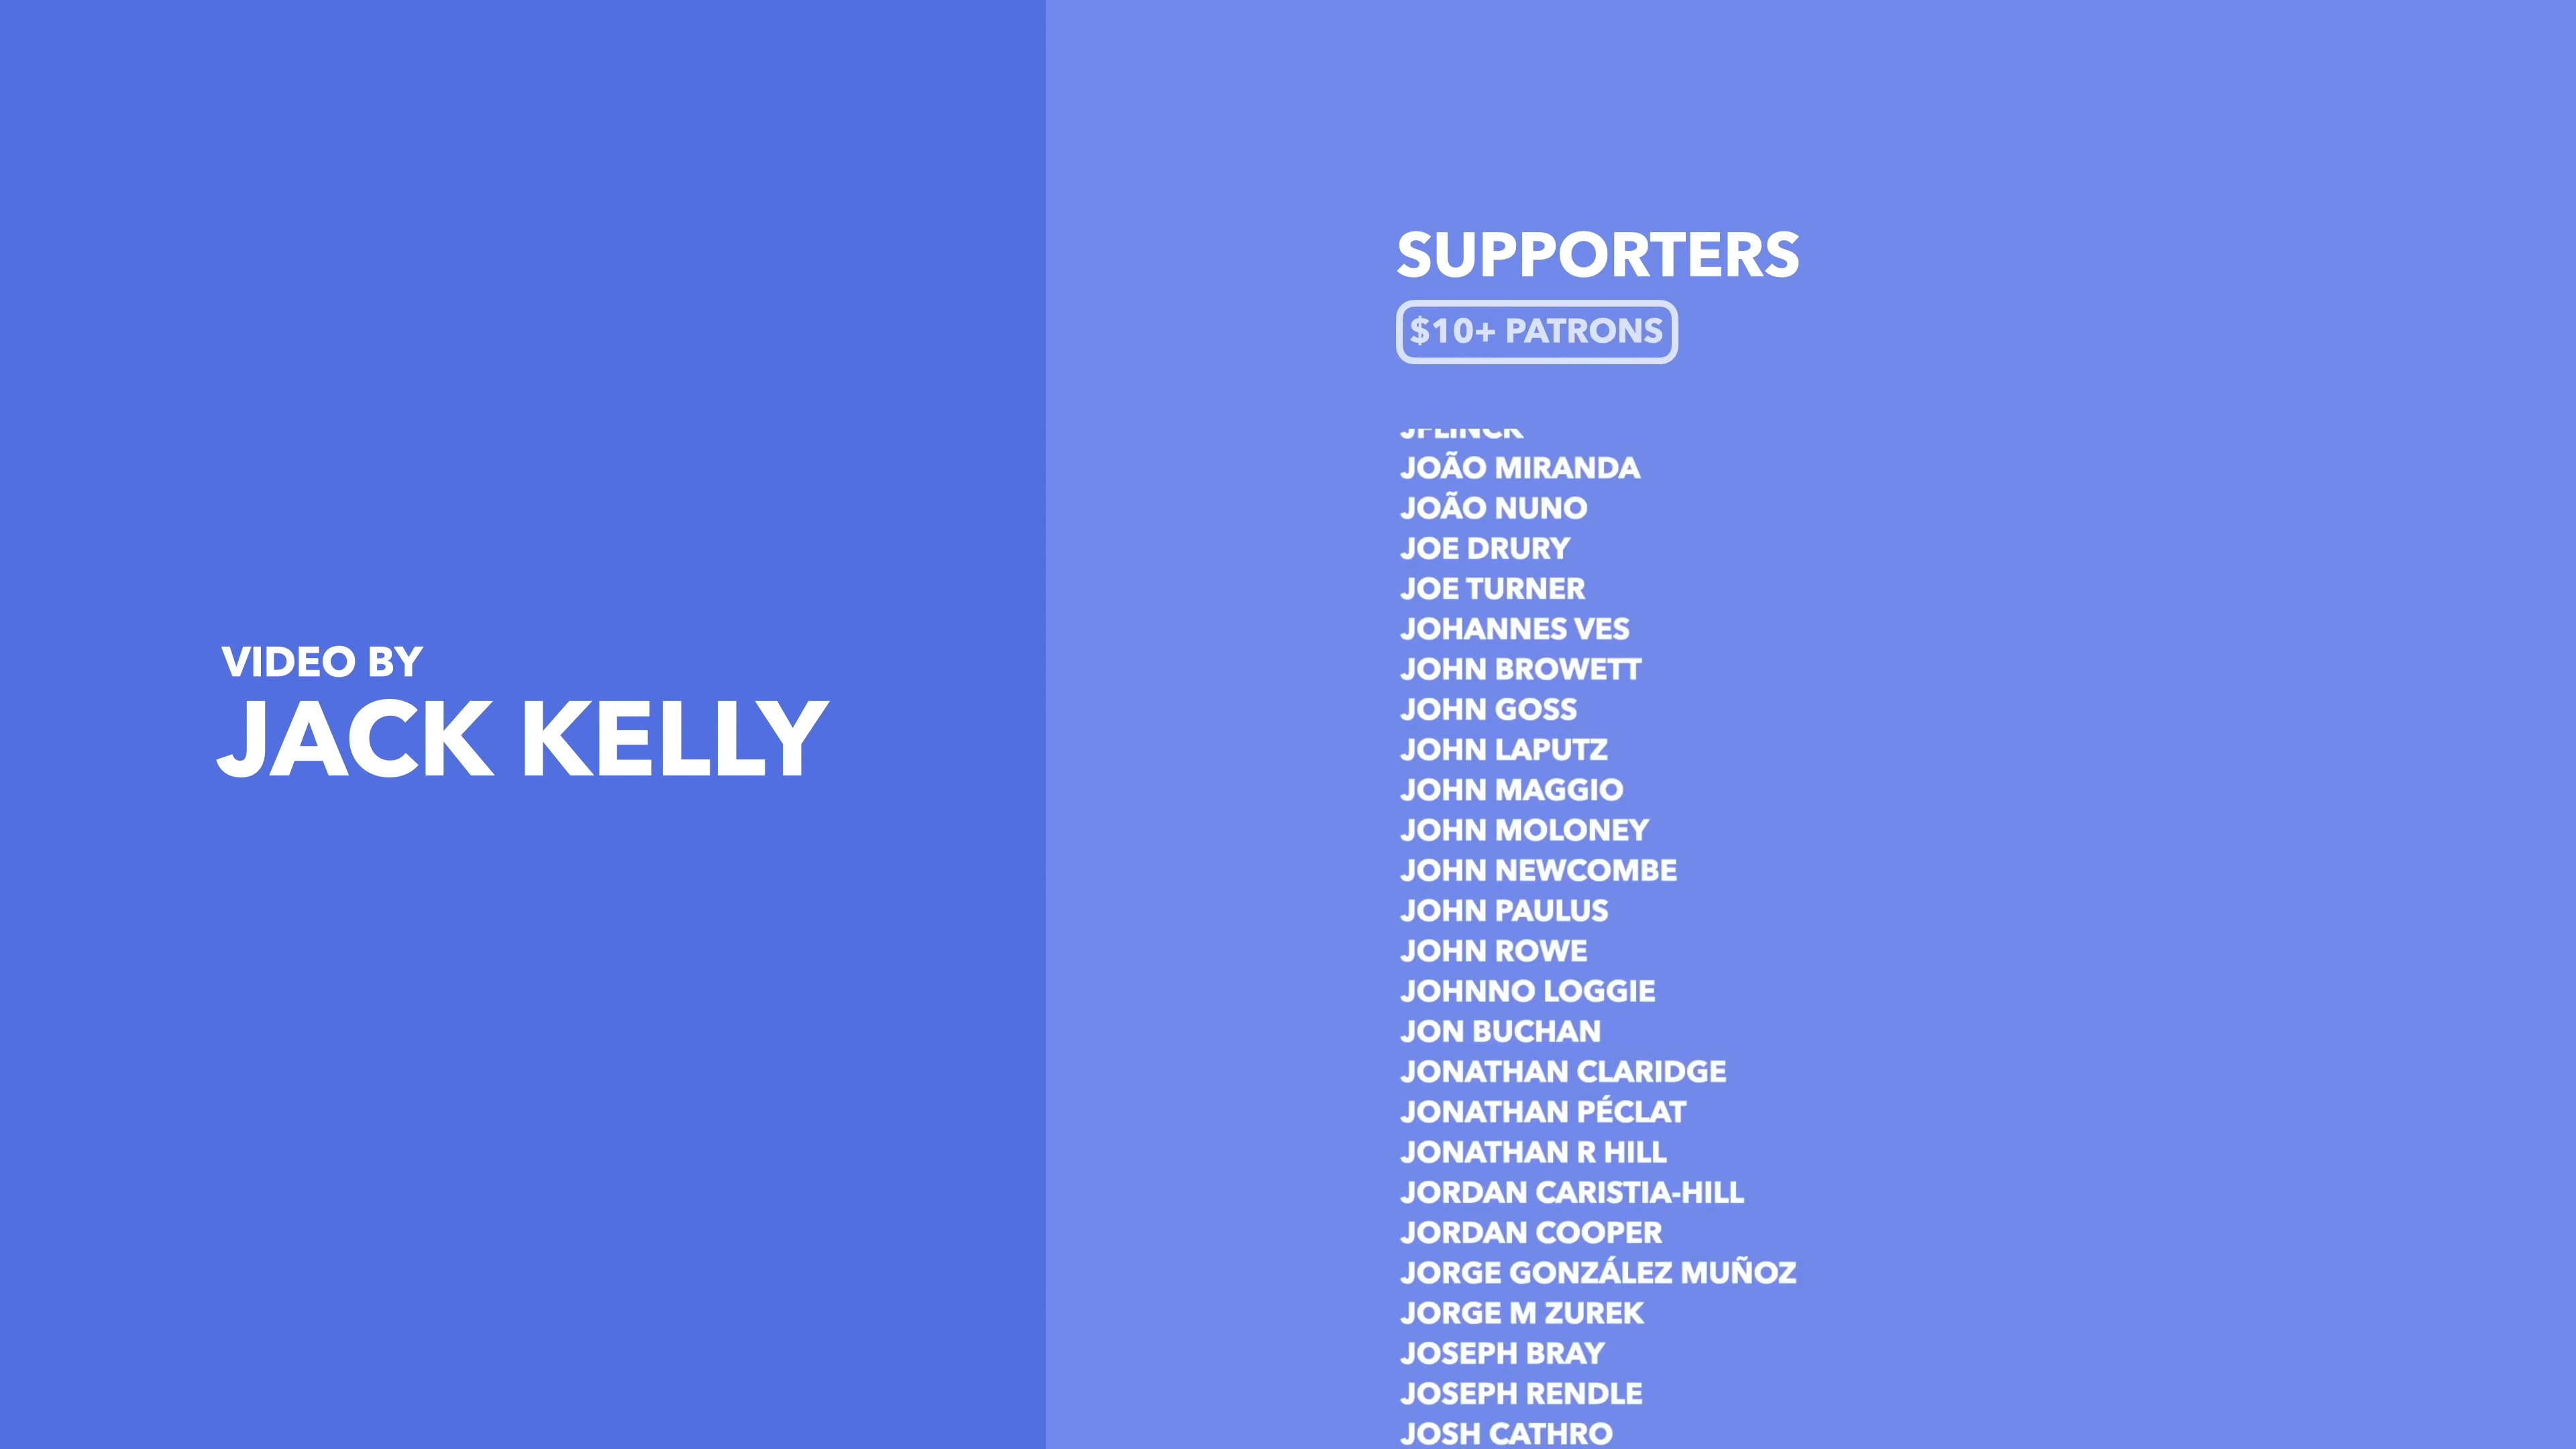 VIDEO BY
JACK KELLY
SUPPORTERS
$10+ PATRONS
JOÃO MIRANDA
JOÃO NUNO
JOE DRURY
JOE TURNER
JOHANNES VES
JOHN BROWETT
JOHN GOSS
JOHN LAPUTZ
JOHN MAGGIO
JOHN MOLONEY
JOHN NEWCOMBE
JOHN PAULUS
JOHN ROWE
JOHNNO LOGGIE
JON BUCHAN
JONATHAN CLARIDGE
JONATHAN PÉCLAT
JONATHAN R HILL
JORDAN CARISTIA-HILL
JORDAN COOPER
JORGE GONZÁLEZ MUÑOZ
JORGE M ZUREK
JOSEPH BRAY
JOSEPH RENDLE
JOSH CATHRO